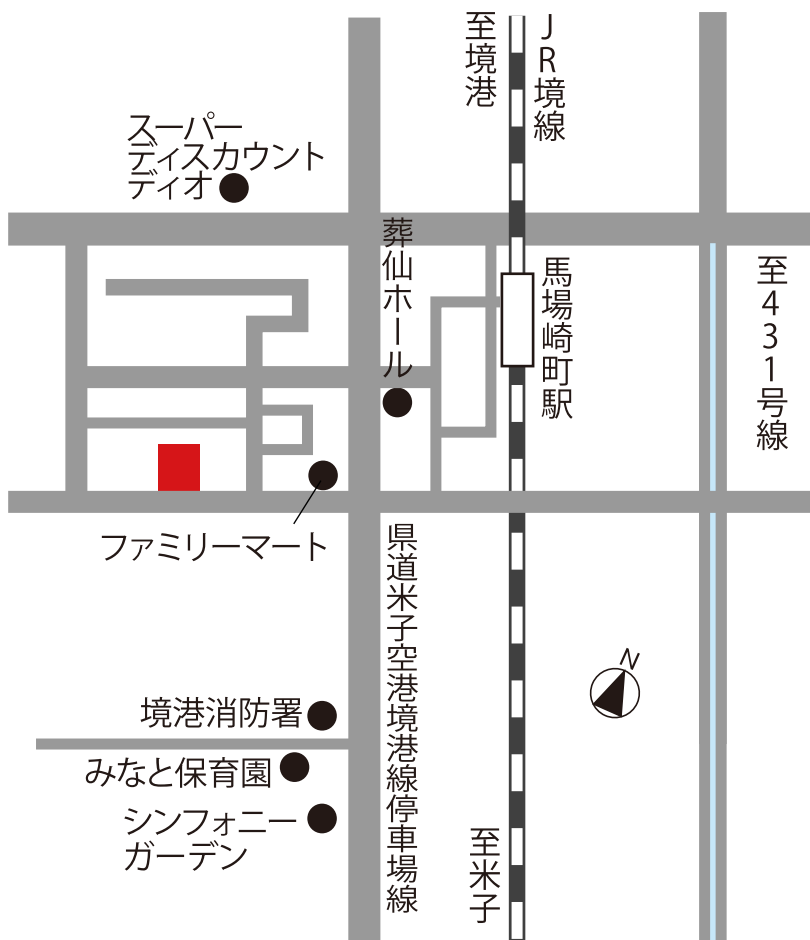 至境港
JR境線
スーパー
ディスカウント
ディオ
葬仙ホール
馬場崎町駅
至431号線
ファミリーマート
県道米子空港境港線停車場線
N
境港消防署
みなと保育園
シンフォニー
ガーデン
至米子